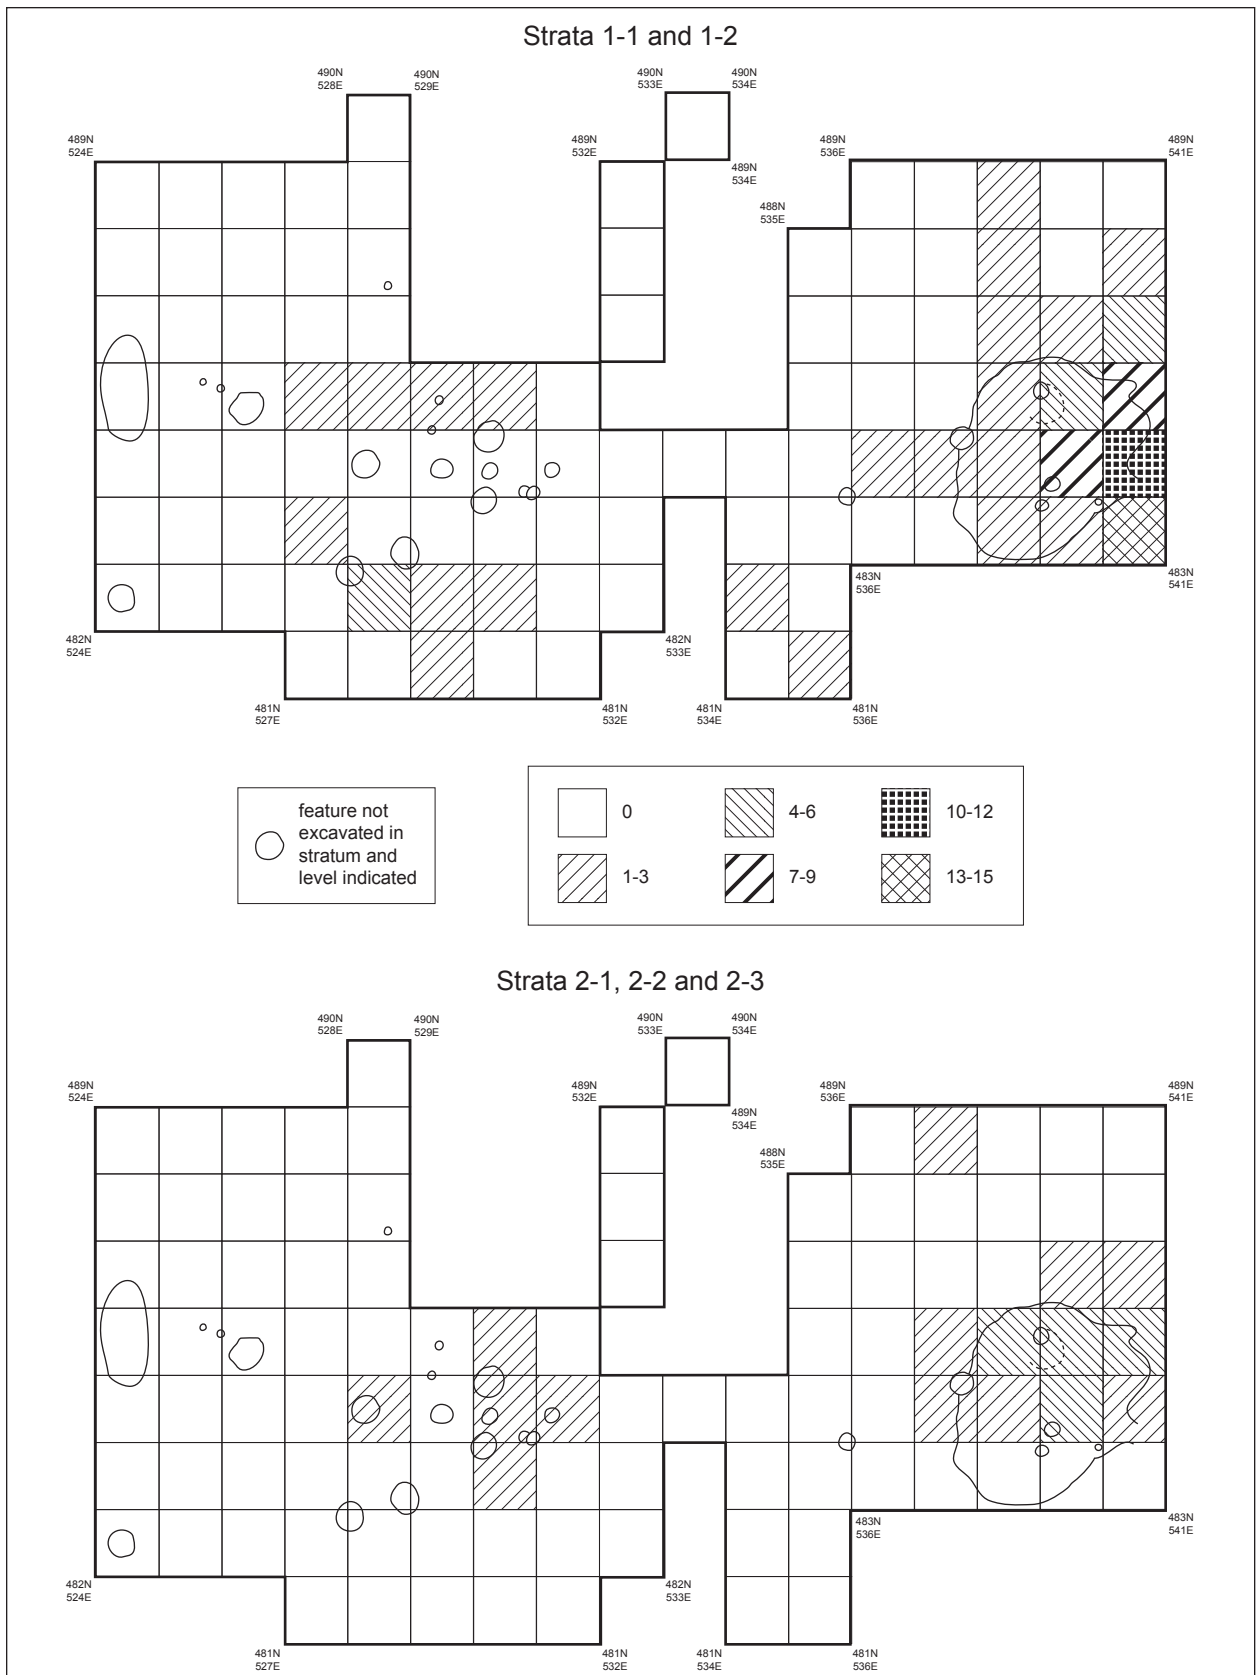 Strata 1-1 and 1-2
490N
528E
490N
529E
490N
533E
490N
534E
489N
524E
489N
532E
489N
534E
489N
536E
489N
541E
488N
535E
483N
536E
483N
541E
482N
524E
482N
533E
481N
527E
481N
532E
481N
534E
481N
536E
feature not
excavated in
stratum and
level indicated
0
4-6
10-12
1-3
7-9
13-15
Strata 2-1, 2-2 and 2-3
490N
528E
490N
529E
490N
533E
490N
534E
489N
524E
489N
532E
489N
534E
489N
536E
489N
541E
488N
535E
483N
536E
483N
541E
482N
524E
482N
533E
481N
527E
481N
532E
481N
534E
481N
536E